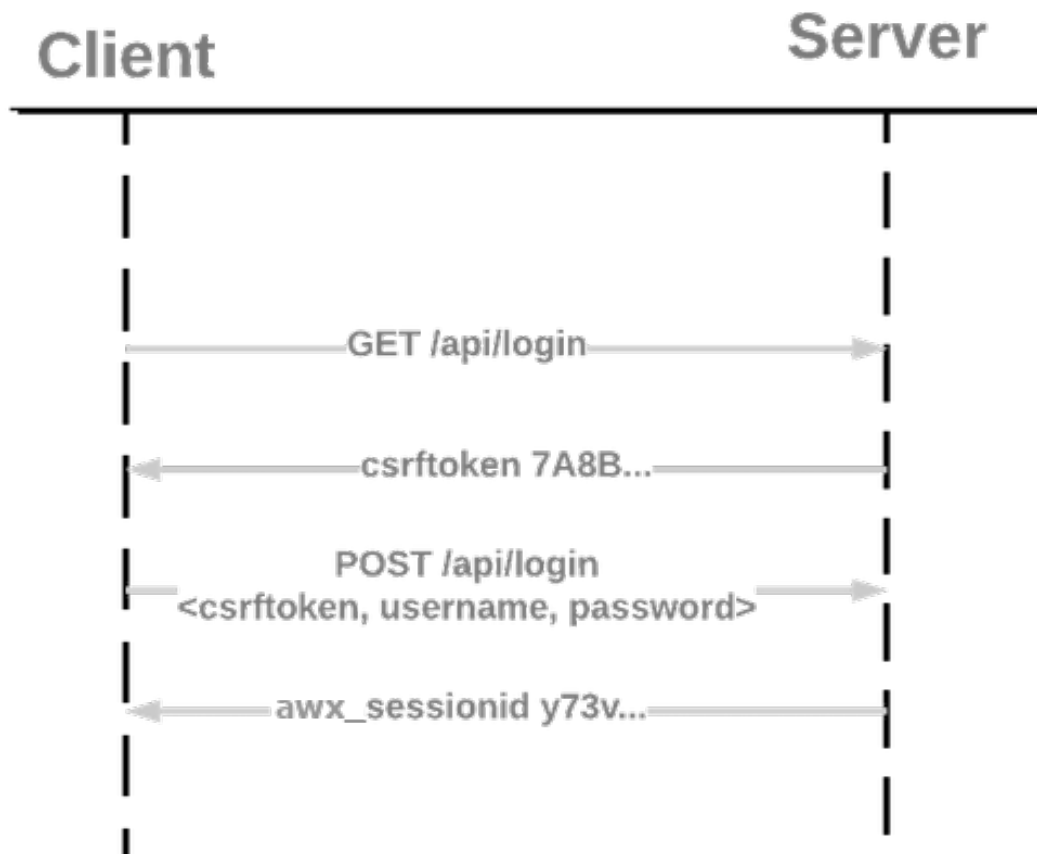 Client
Server
GET /api/login
csrftoken 7A8B...
POST /api/login
<csrftoken, username, password>
awx_sessionid y73v...